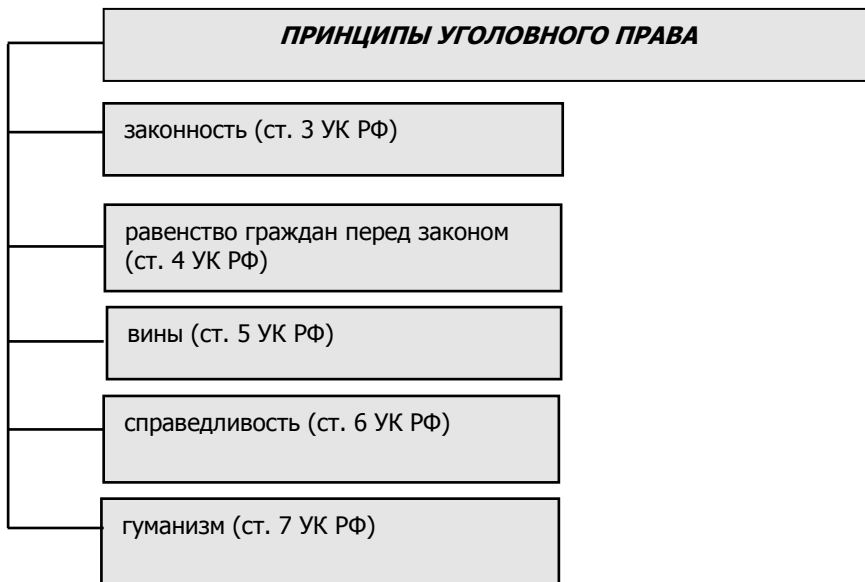 ПРИНЦИПЫ УГОЛОВНОГО ПРАВА
законность (ст. 3 УК РФ)
равенство граждан перед законом
(ст. 4 УК РФ)
вины (ст. 5 УК РФ)
справедливость (ст. 6 УК РФ)
гуманизм (ст. 7 УК РФ)